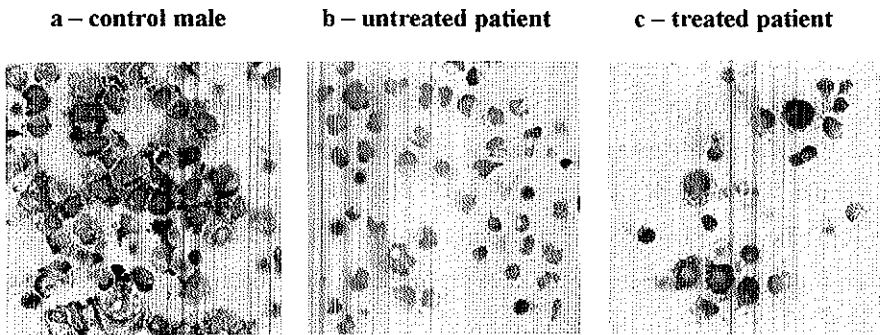 a – control male
b – untreated patient
c – treated patient